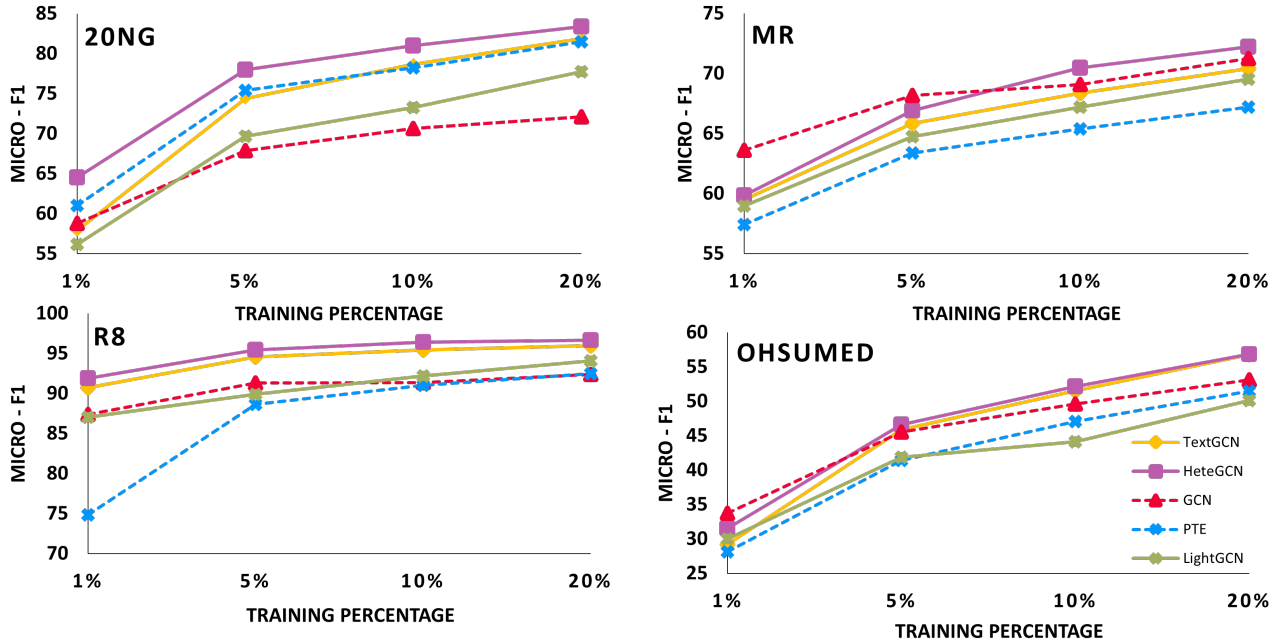 20NG
MICRO - F1
85
80
75
70
65
60
55
1% 5% 10% 20%
TRAINING PERCENTAGE
MR
MICRO - F1
75
70
65
60
55
1% 5% 10% 20%
TRAINING PERCENTAGE
R8
MICRO - F1
100
95
90
85
80
75
70
1% 5% 10% 20%
TRAINING PERCENTAGE
OHSUMED
MICRO - F1
60
55
50
45
40
35
30
25
1% 5% 10% 20%
TRAINING PERCENTAGE
TextGCN
HeteGCN
GCN
PTE
LightGCN